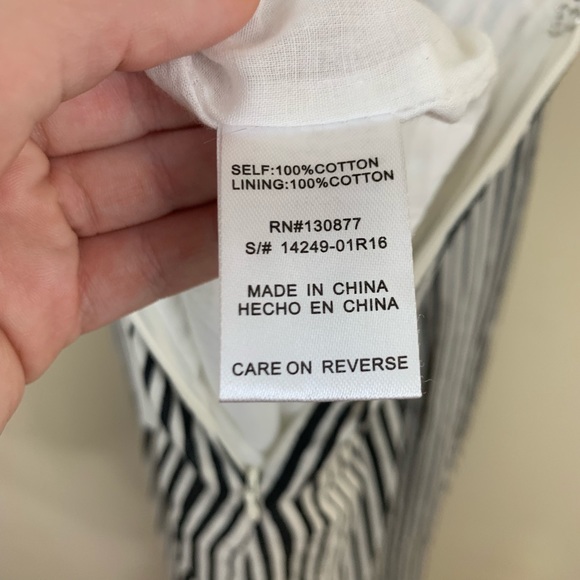 SELF:100%COTTON
LINING:100%COTTON
RN#130877
S/# 14249-01R16
MADE IN CHINA
HECHO EN CHINA
CARE ON REVERSE